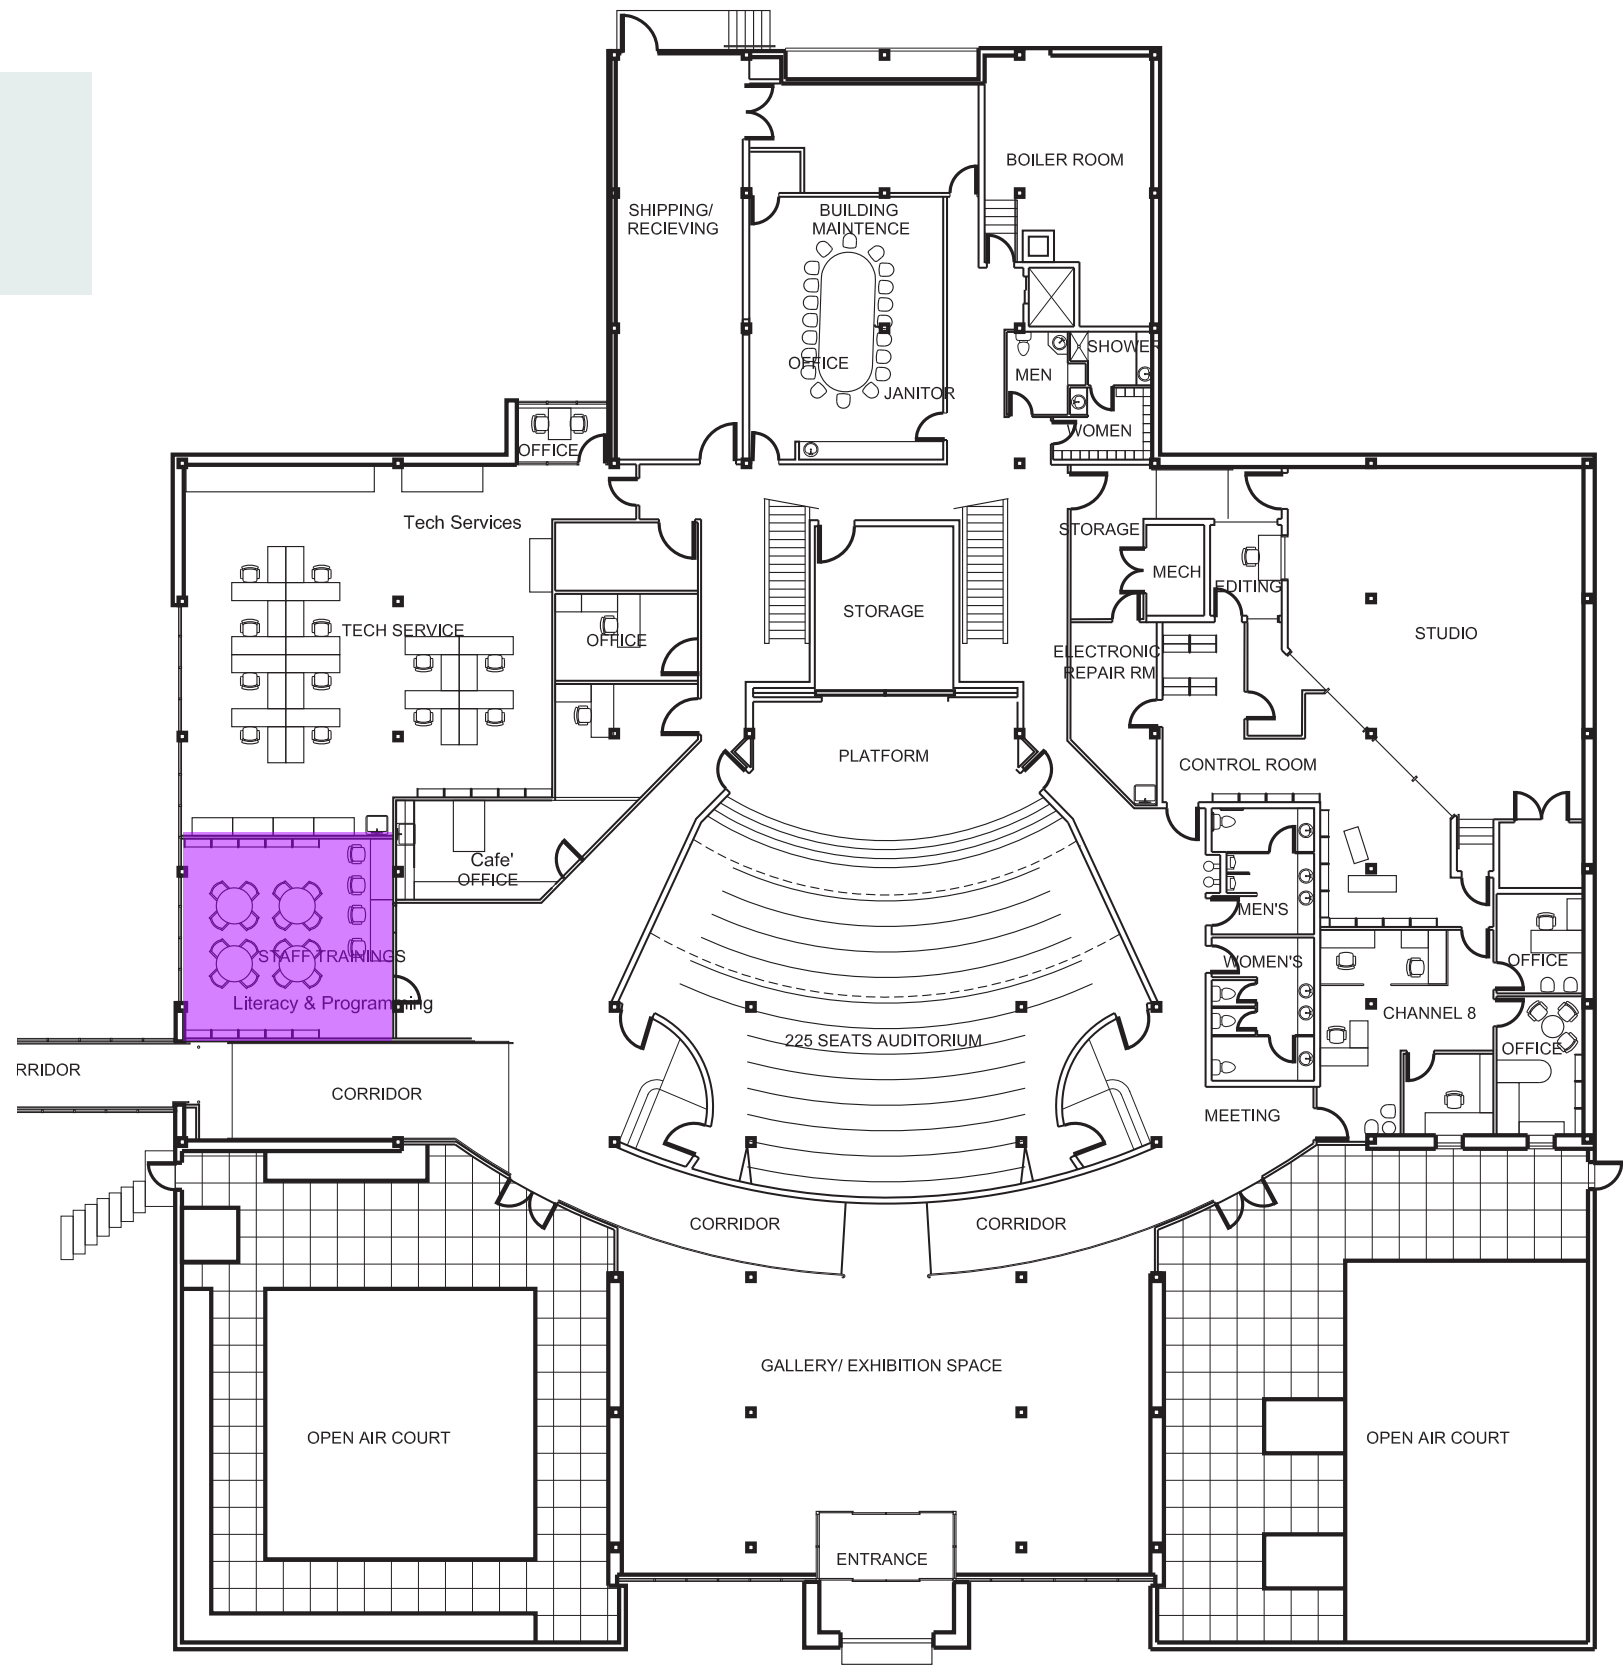 BOILER ROOM
SHIPPING/
RECIEVING
BUILDING
MAINTENCE
SHOWER
OFFICE
MEN
JANITOR
WOMEN
OFFICE
Tech Services
STORAGE
MECH
EDITING
STORAGE
TECH SERVICE
OFFICE
STUDIO
ELECTRONIC
REPAIR RM
PLATFORM
CONTROL ROOM
Cafe'
OFFICE
MEN'S
STAFF TRAININGS
WOMEN'S
OFFICE
Literacy & Programming
CHANNEL 8
225 SEATS AUDITORIUM
OFFICE
RRIDOR
CORRIDOR
MEETING
CORRIDOR
CORRIDOR
GALLERY/ EXHIBITION SPACE
OPEN AIR COURT
OPEN AIR COURT
ENTRANCE